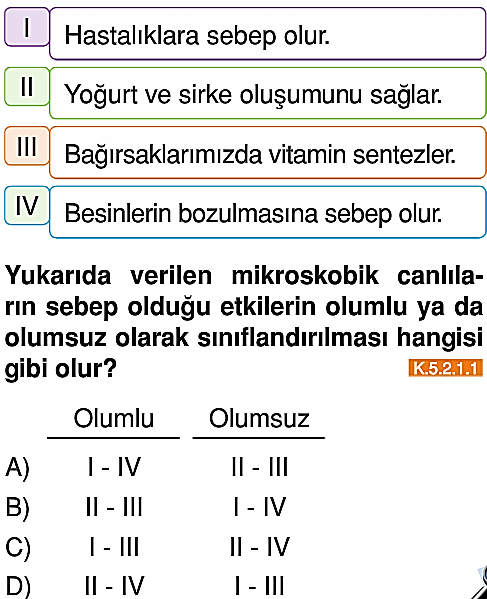 I Hastalıklara sebep olur.
II Yoğurt ve sirke oluşumunu sağlar.
III Bağırsaklarımızda vitamin sentezler.
IV Besinlerin bozulmasına sebep olur.
Yukarıda verilen mikroskobik canlıla-
rın sebep olduğu etkilerin olumlu ya da
olumsuz olarak sınıflandırılması hangisi
gibi olur? K.5.2.1.1
Olumlu Olumsuz
A) I - IV II - III
B) II - III I - IV
C) I - III II - IV
D) II - IV I - III